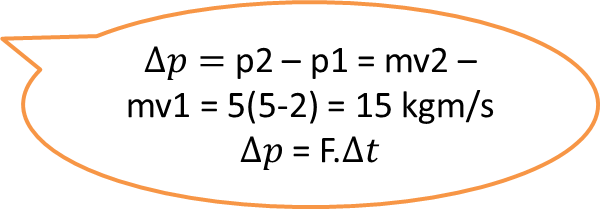 Δp = p2 – p1 = mv2 –
mv1 = 5(5-2) = 15 kgm/s
Δp = F.Δt